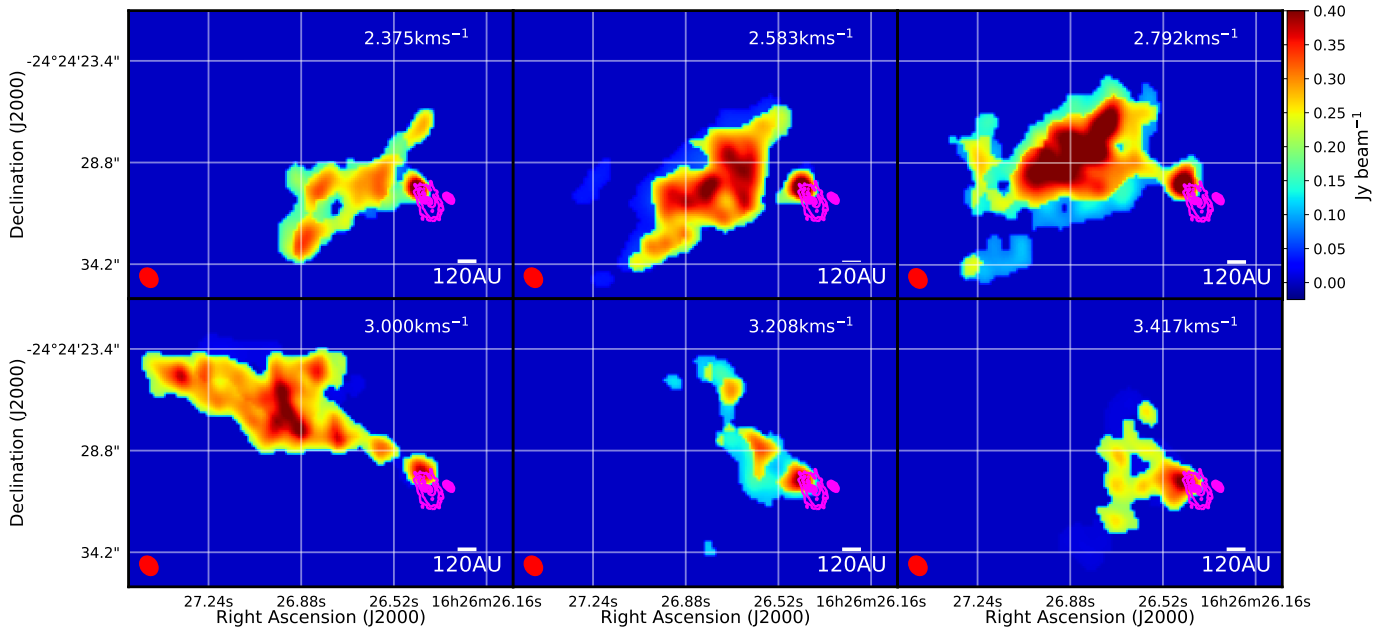 2.375kms⁻¹ 2.583kms⁻¹ 2.792kms⁻¹
0.40
0.35
0.30
0.25
0.20
0.15
0.10
0.05
0.00
Jy beam⁻¹
Declination (J2000)
-24°24'23.4"
28.8"
34.2"
120AU 120AU 120AU
3.000kms⁻¹ 3.208kms⁻¹ 3.417kms⁻¹
Declination (J2000)
-24°24'23.4"
28.8"
34.2"
120AU 120AU 120AU
27.24s 26.88s 26.52s 16h26m26.16s 27.24s 26.88s 26.52s 16h26m26.16s 27.24s 26.88s 26.52s 16h26m26.16s
Right Ascension (J2000) Right Ascension (J2000) Right Ascension (J2000)